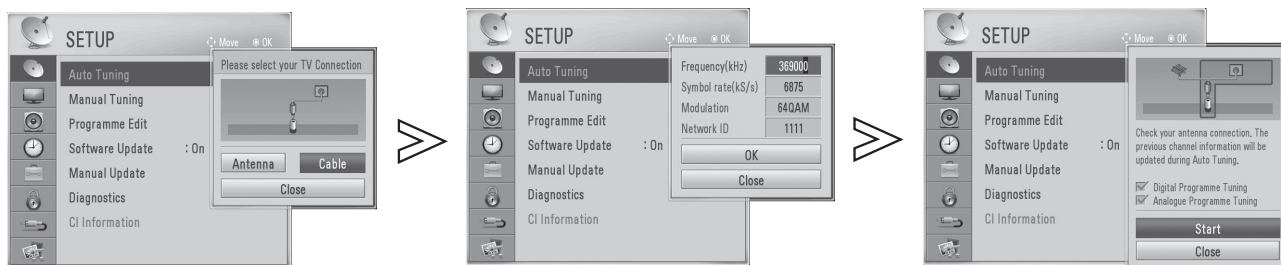 SETUP
Move OK
Auto Tuning
Manual Tuning
Programme Edit
Software Update : On
Manual Update
Diagnostics
CI Information
Please select your TV Connection
Antenna Cable
Close
SETUP
Move OK
Auto Tuning
Manual Tuning
Programme Edit
Software Update : On
Manual Update
Diagnostics
CI Information
Frequency(kHz) 369000
Symbol rate(kS/s) 6875
Modulation 64QAM
Network ID 1111
OK
Close
SETUP
Move OK
Auto Tuning
Manual Tuning
Programme Edit
Software Update : On
Manual Update
Diagnostics
CI Information
Check your antenna connection. The
previous channel information will be
updated during Auto Tuning.
Digital Programme Tuning
Analogue Programme Tuning
Start
Close